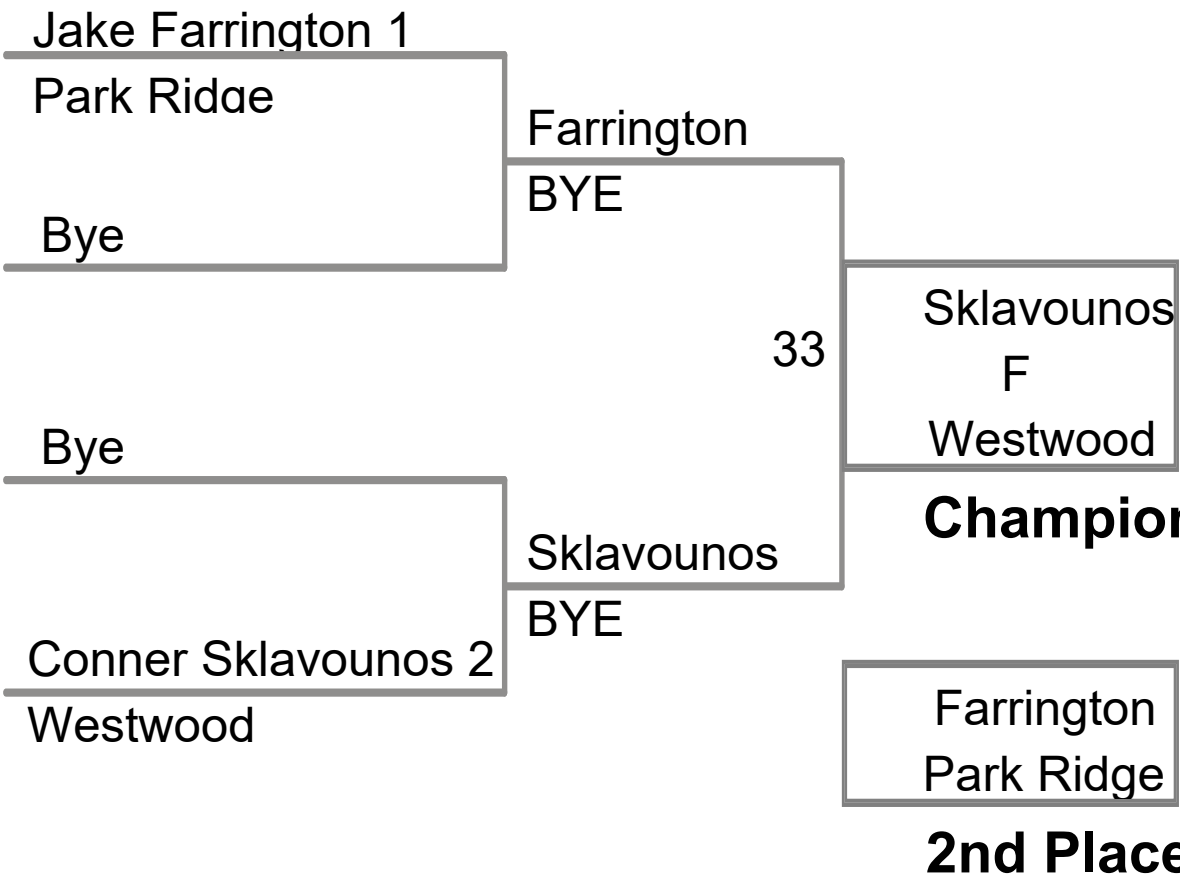 Jake Farrington 1
Park Ridge
Farrington
BYE
Bye
Sklavounos
33
F
Westwood
Bye
Champion
Sklavounos
BYE
Conner Sklavounos 2
Westwood
Farrington
Park Ridge
2nd Place